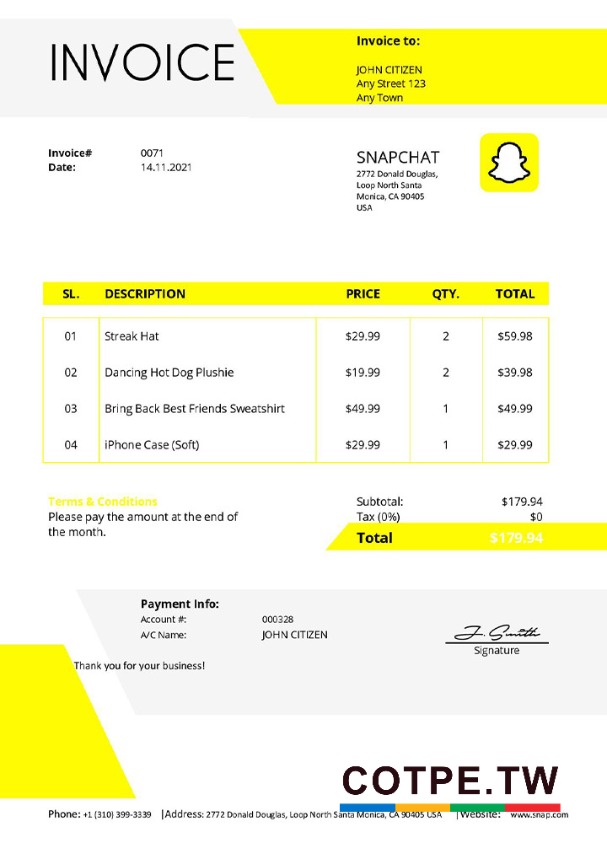 INVOICE
Invoice to:
JOHN CITIZEN
Any Street 123
Any Town
Invoice# 0071
Date: 14.11.2021
SNAPCHAT
2772 Donald Douglas,
Loop North Santa
Monica, CA 90405
USA
SL. DESCRIPTION PRICE QTY. TOTAL
01 Streak Hat $29.99 2 $59.98
02 Dancing Hot Dog Plushie $19.99 2 $39.98
03 Bring Back Best Friends Sweatshirt $49.99 1 $49.99
04 iPhone Case (Soft) $29.99 1 $29.99
Terms & Conditions
Please pay the amount at the end of
the month.
Subtotal: $179.94
Tax (0%) $0
Total $179.94
Payment Info:
Account #: 000328
A/C Name: JOHN CITIZEN
J. Smith
Signature
Thank you for your business!
COTPE.TW
Phone: +1 (310) 399-3339 |Address: 2772 Donald Douglas, Loop North Santa Monica, CA 90405 USA |Website: www.snap.com